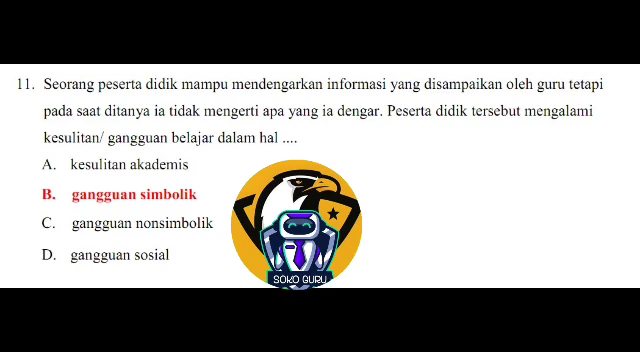 11. Seorang peserta didik mampu mendengarkan informasi yang disampaikan oleh guru tetapi
pada saat ditanya ia tidak mengerti apa yang ia dengar. Peserta didik tersebut mengalami
kesulitan/ gangguan belajar dalam hal ....
A. kesulitan akademis
B. gangguan simbolik
C. gangguan nonsimbolik
D. gangguan sosial
SOKO GURU